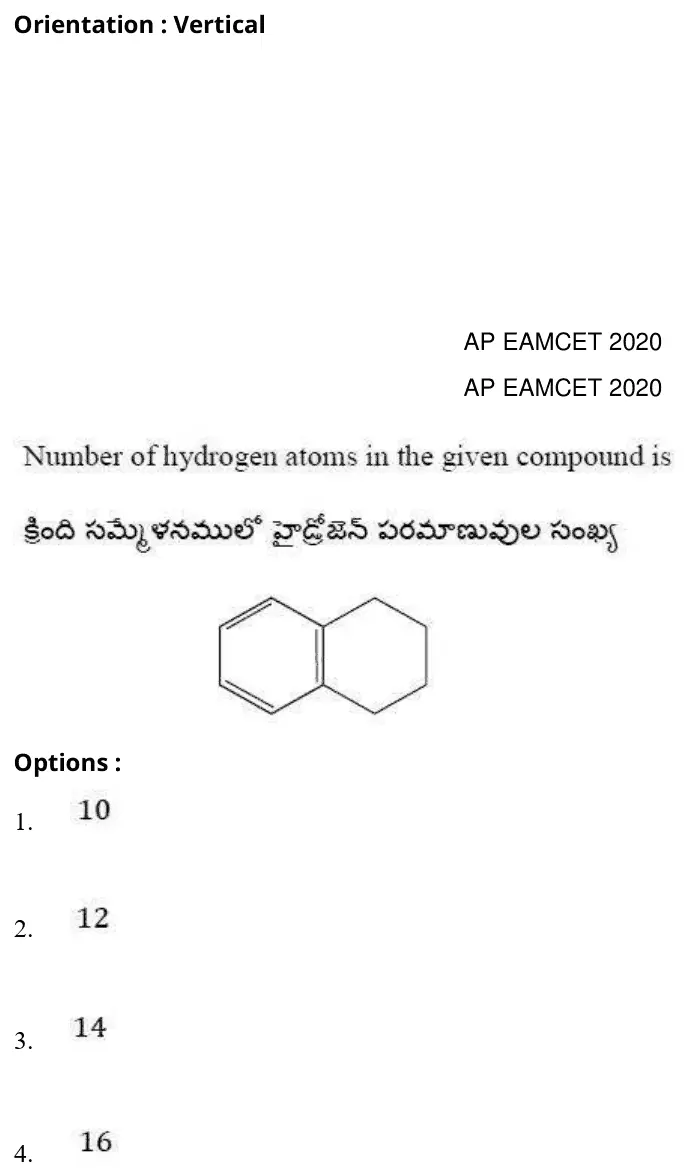 Orientation : Vertical
AP EAMCET 2020
AP EAMCET 2020
Number of hydrogen atoms in the given compound is
క్రింది సమ్మేళనములో హైడ్రోజెన్ పరమాణువుల సంఖ్య
Options :
1. 10
2. 12
3. 14
4. 16